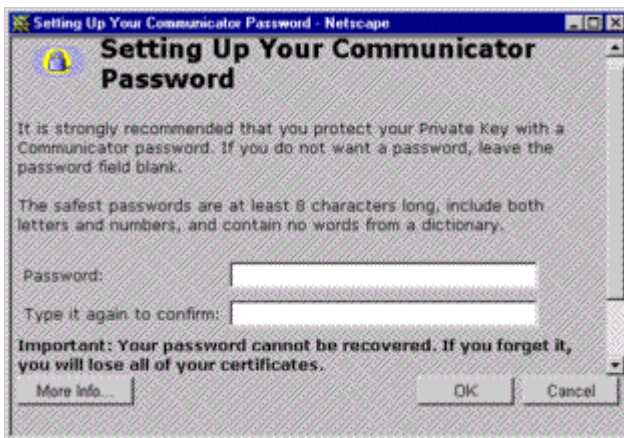 Setting Up Your Communicator Password - Netscape
Setting Up Your Communicator
Password
It is strongly recommended that you protect your Private Key with a
Communicator password. If you do not want a password, leave the
password field blank.
The safest passwords are at least 8 characters long, include both
letters and numbers, and contain no words from a dictionary.
Password:
Type it again to confirm:
Important: Your password cannot be recovered. If you forget it,
you will lose all of your certificates.
More Info... OK Cancel